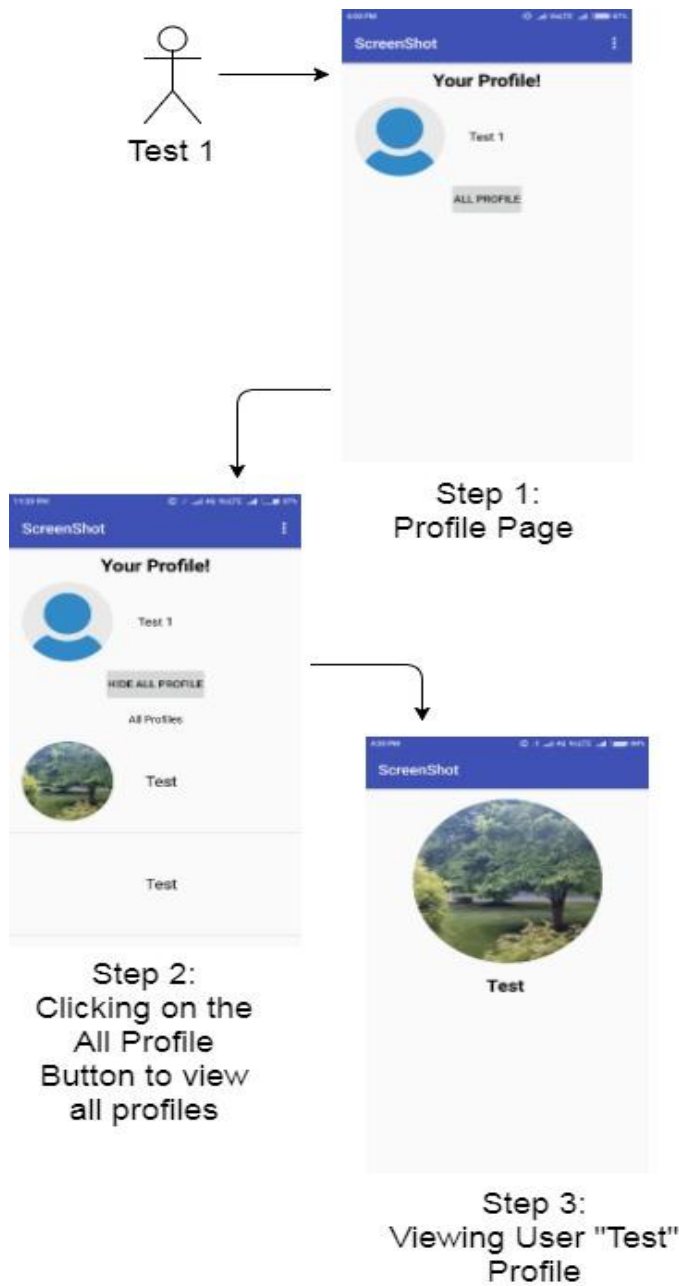 Test 1
ScreenShot
Your Profile!
Test 1
ALL PROFILE
Step 1:
Profile Page
ScreenShot
Your Profile!
Test 1
HIDE ALL PROFILE
All Profiles
Test
Test
Step 2:
Clicking on the
All Profile
Button to view
all profiles
ScreenShot
Test
Step 3:
Viewing User "Test"
Profile